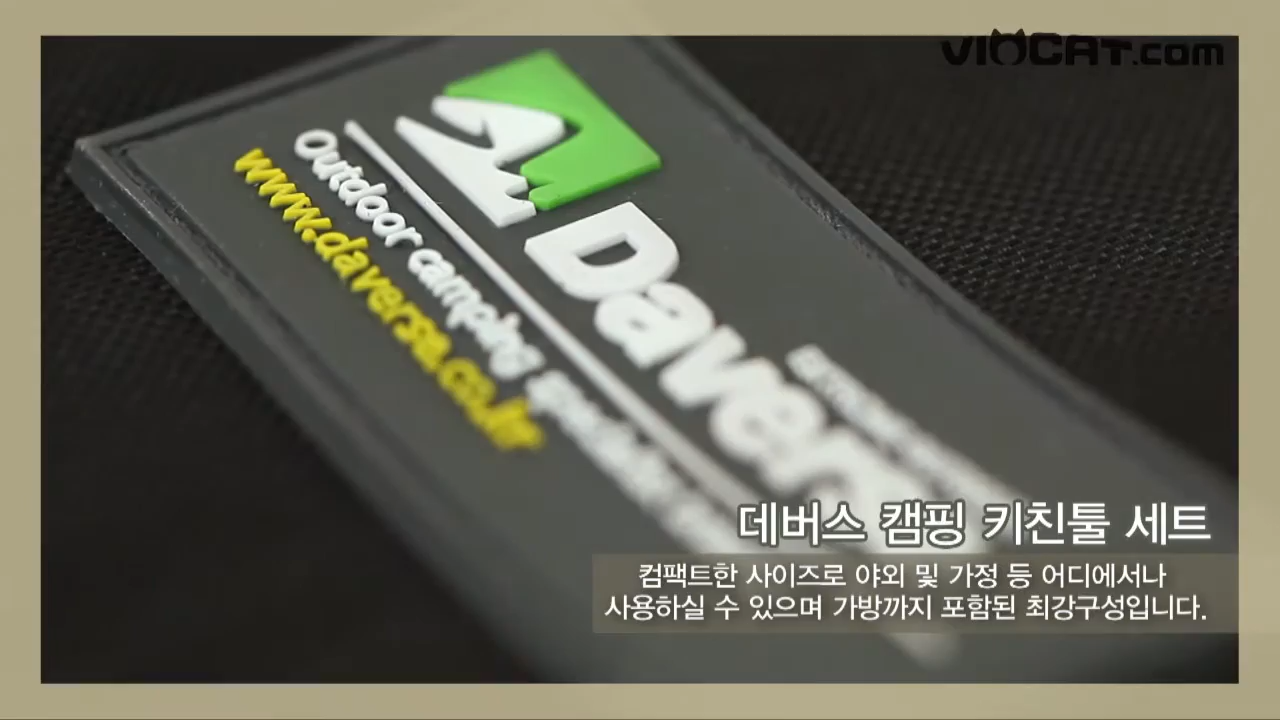 VIOCAT.com
Davers
Outdoor camping
www.daverse.co.kr
데버스 캠핑 키친툴 세트
컴팩트한 사이즈로 야외 및 가정 등 어디에서나
사용하실 수 있으며 가방까지 포함된 최강구성입니다.